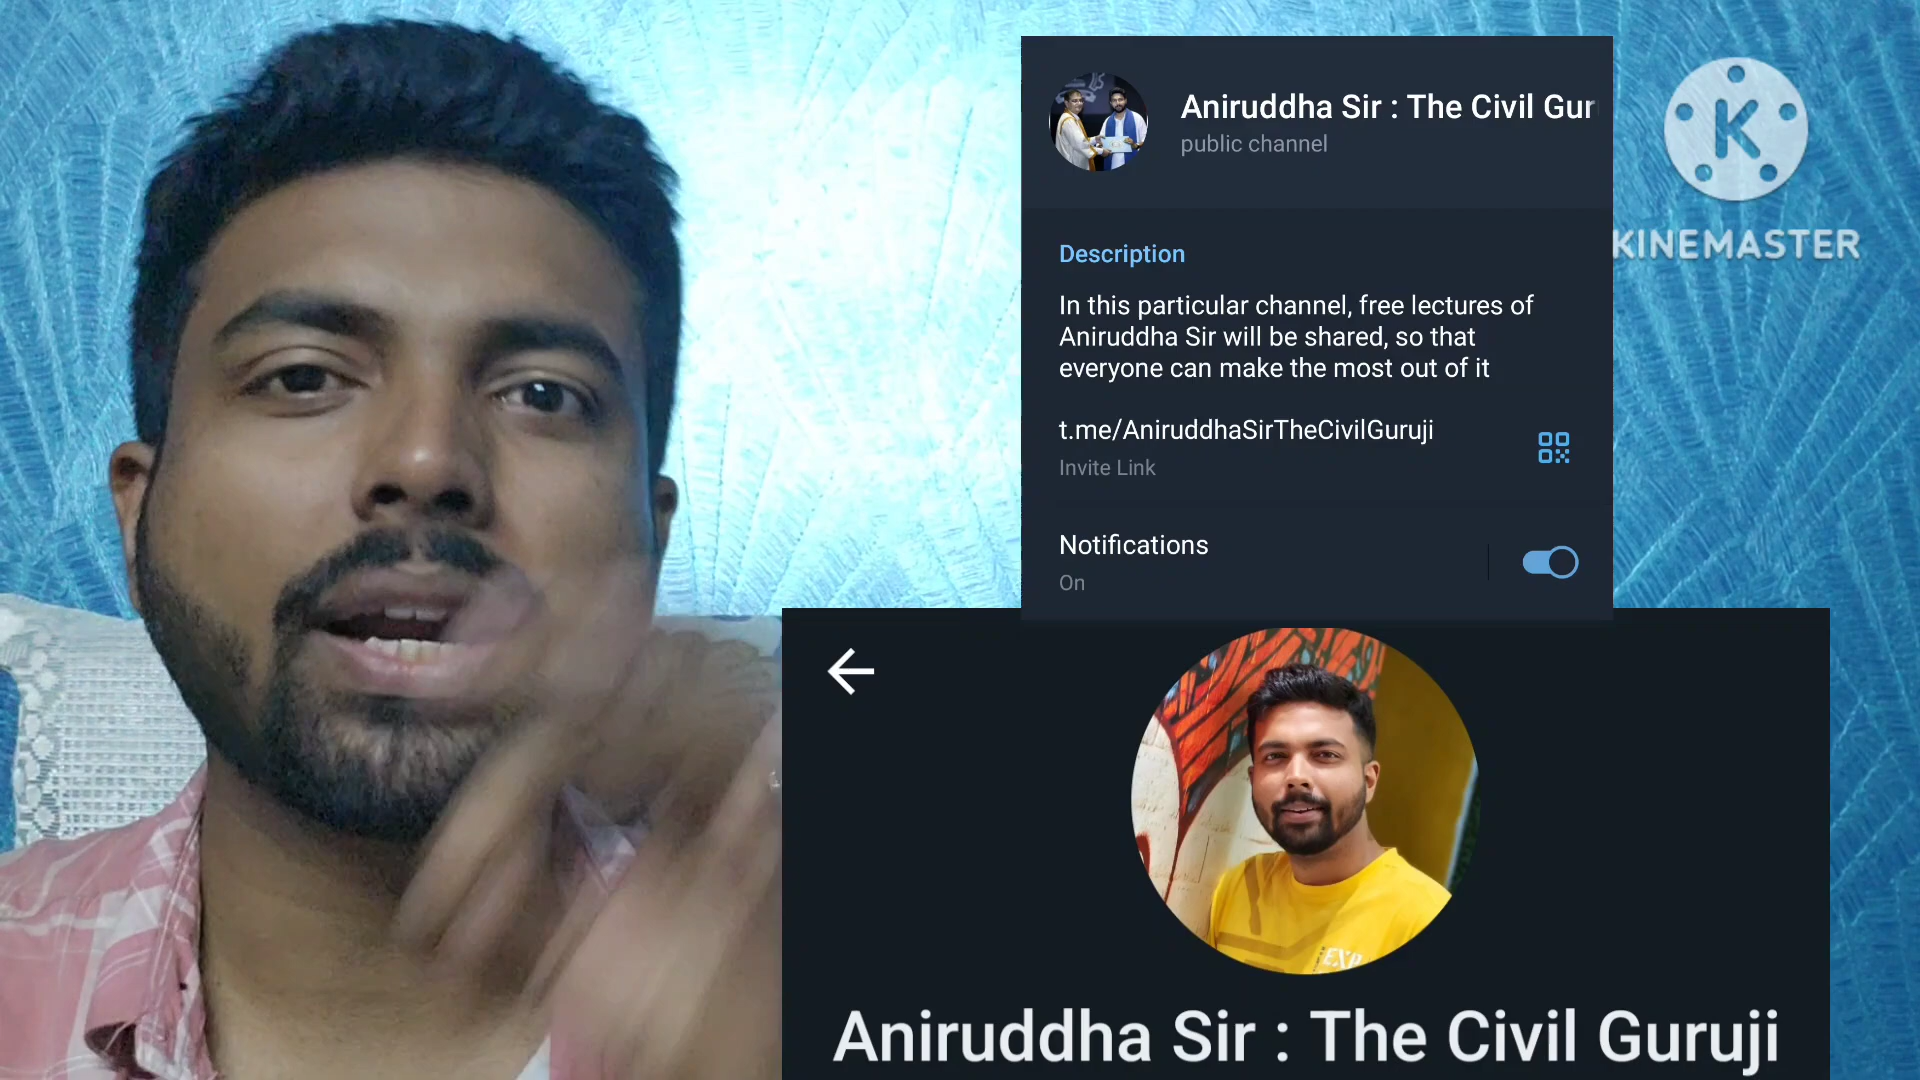 Aniruddha Sir : The Civil Gur
public channel
KINEMASTER
Description
In this particular channel, free lectures of
Aniruddha Sir will be shared, so that
everyone can make the most out of it
t.me/AniruddhaSirTheCivilGuruji
Invite Link
Notifications
On
Aniruddha Sir : The Civil Guruji